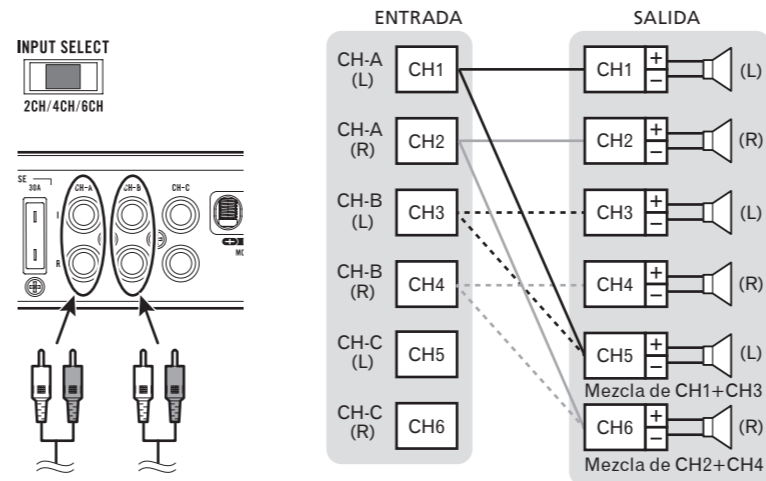 INPUT SELECT
2CH/4CH/6CH
SE
30A
CH-A
CH-B
CH-C
R
ENTRADA
CH-A
(L)
CH1
CH-A
(R)
CH2
CH-B
(L)
CH3
CH-B
(R)
CH4
CH-C
(L)
CH5
CH-C
(R)
CH6
SALIDA
CH1
+
−
(L)
CH2
+
−
(R)
CH3
+
−
(L)
CH4
+
−
(R)
CH5
+
−
(L)
Mezcla de CH1+CH3
CH6
+
−
(R)
Mezcla de CH2+CH4